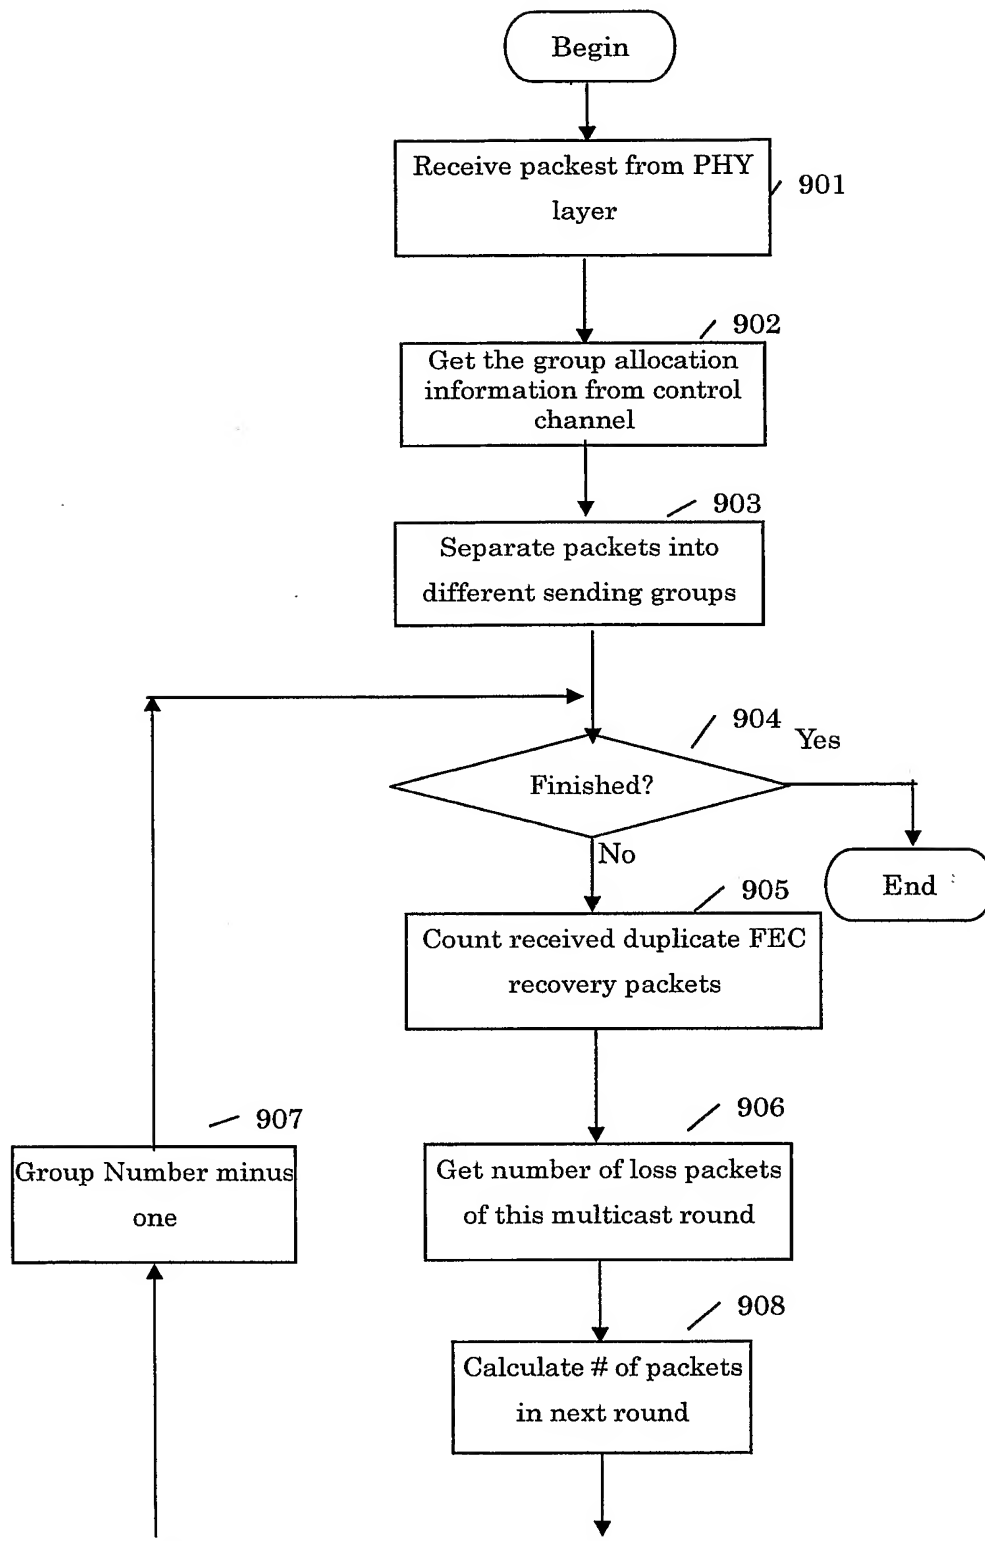 Begin
Receive packest from PHY
layer
901
902
Get the group allocation
information from control
channel
903
Separate packets into
different sending groups
904
Yes
Finished?
No
End
905
Count received duplicate FEC
recovery packets
906
907
Group Number minus
one
Get number of loss packets
of this multicast round
908
Calculate # of packets
in next round